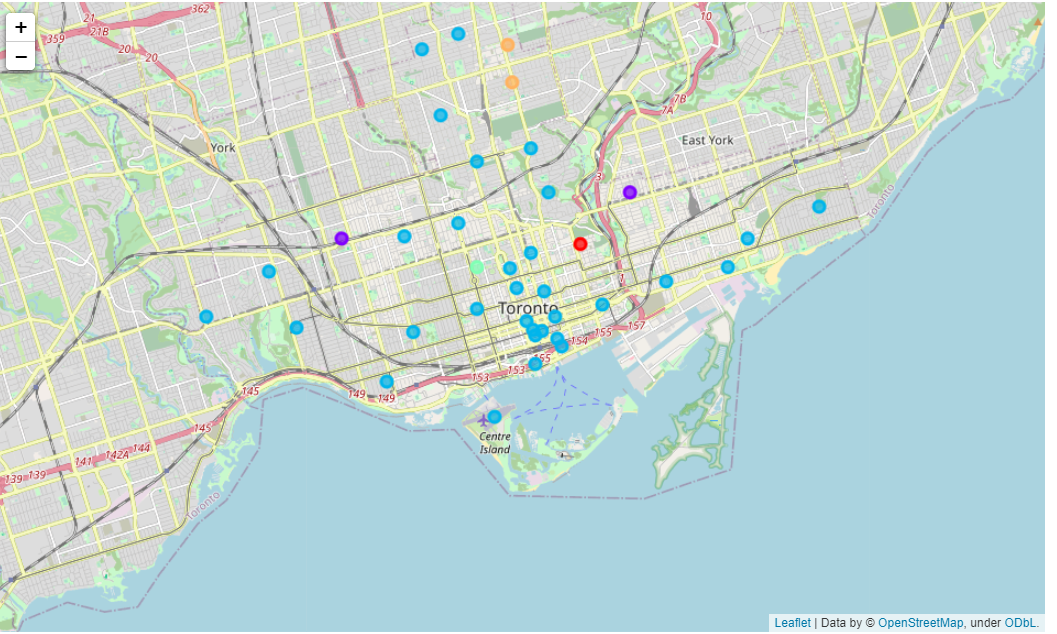 +
−
21
362
10
359
21B
20
20
7B
7A
East York
York
3
Toronto
1
Toronto
157
155
154
155
153
153
145
149
149
Centre
Island
145
144
142A
141
139
139
Toronto
Leaflet | Data by © OpenStreetMap, under ODbL.